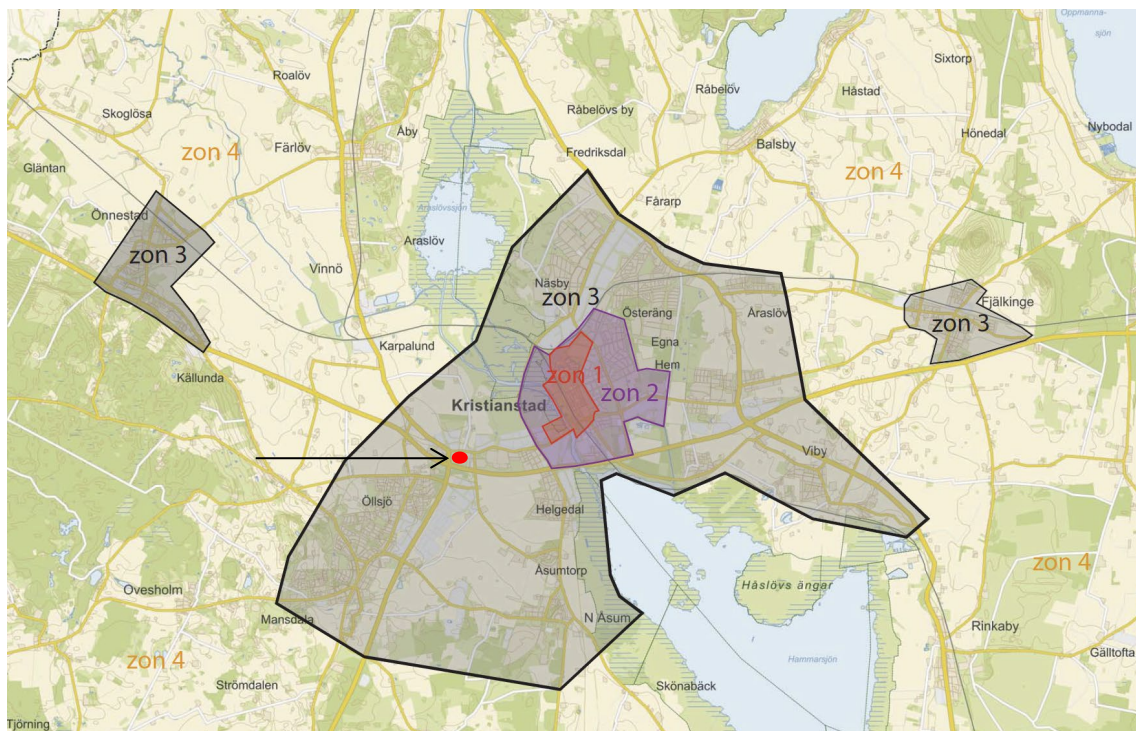 Oppmanna-
sjön
Sixtorp
Roalöv
Råbelöv
Håstad
Skoglösa
Råbelövs by
Nybodal
Åby
Hönedal
zon 4
Färlöv
Balsby
Fredriksdal
Gläntan
zon 4
Araslövssjön
Fårarp
Önnestad
Araslöv
zon 3
Vinnö
Näsby
zon 3
Fjälkinge
Österäng
Åraslöv
zon 3
Karpalund
Egna
Hem
Källunda
zon 1
zon 2
Kristianstad
Viby
Öllsjö
Helgedal
Åsumtorp
zon 4
Håslövs ängar
Ovesholm
Mansdala
N Åsum
Rinkaby
Gälltofta
zon 4
Hammarsjön
Strömdalen
Skönabäck
Tjörning